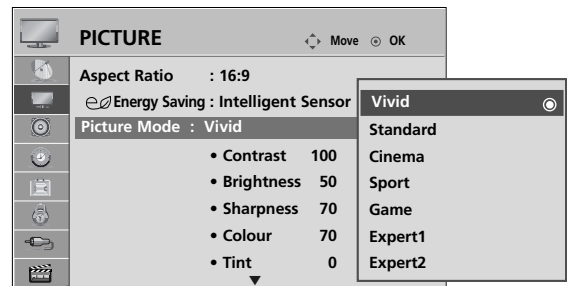 PICTURE
Move OK
Aspect Ratio : 16:9
Energy Saving : Intelligent Sensor
Picture Mode : Vivid
• Contrast 100
• Brightness 50
• Sharpness 70
• Colour 70
• Tint 0
Vivid
Standard
Cinema
Sport
Game
Expert1
Expert2